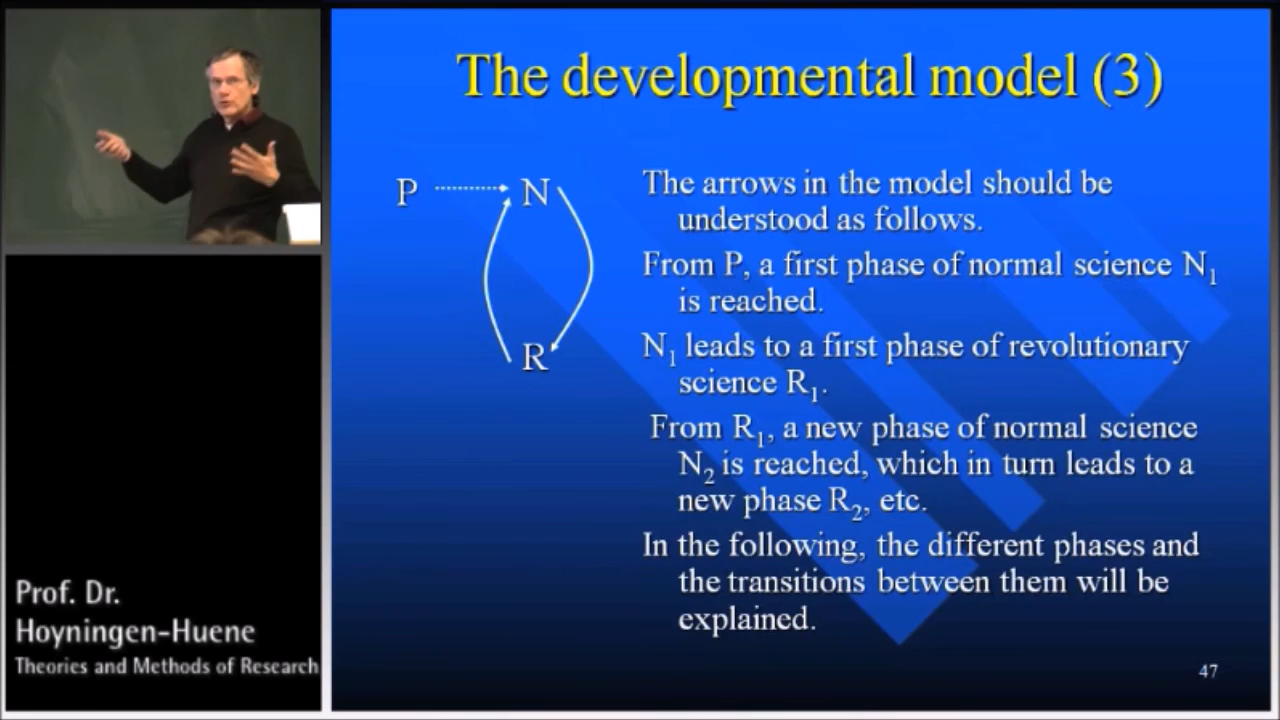 The developmental model (3)
P
N
R
The arrows in the model should be
understood as follows.
From P, a first phase of normal science N₁
is reached.
N₁ leads to a first phase of revolutionary
science R₁.
From R₁, a new phase of normal science
N₂ is reached, which in turn leads to a
new phase R₂, etc.
In the following, the different phases and
the transitions between them will be
explained.
47
Prof. Dr.
Hoyningen-Huene
Theories and Methods of Research